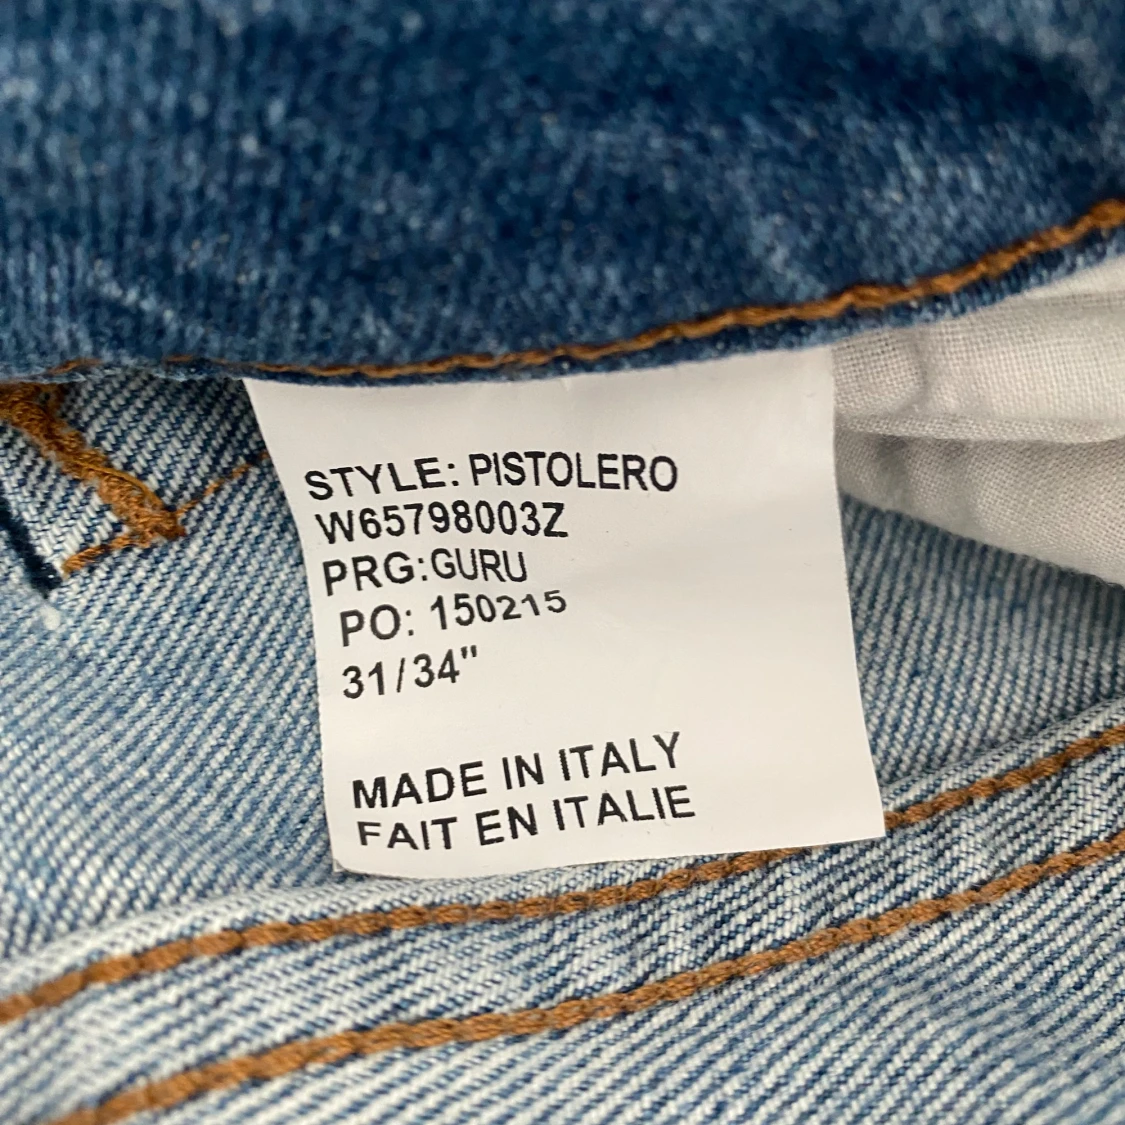 STYLE: PISTOLERO
W65798003Z
PRG:GURU
PO: 150215
31/34"
MADE IN ITALY
FAIT EN ITALIE